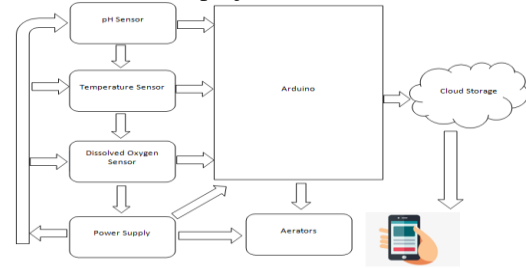 pH Sensor
Temperature Sensor
Arduino
Cloud Storage
Dissolved Oxygen
Sensor
Power Supply
Aerators